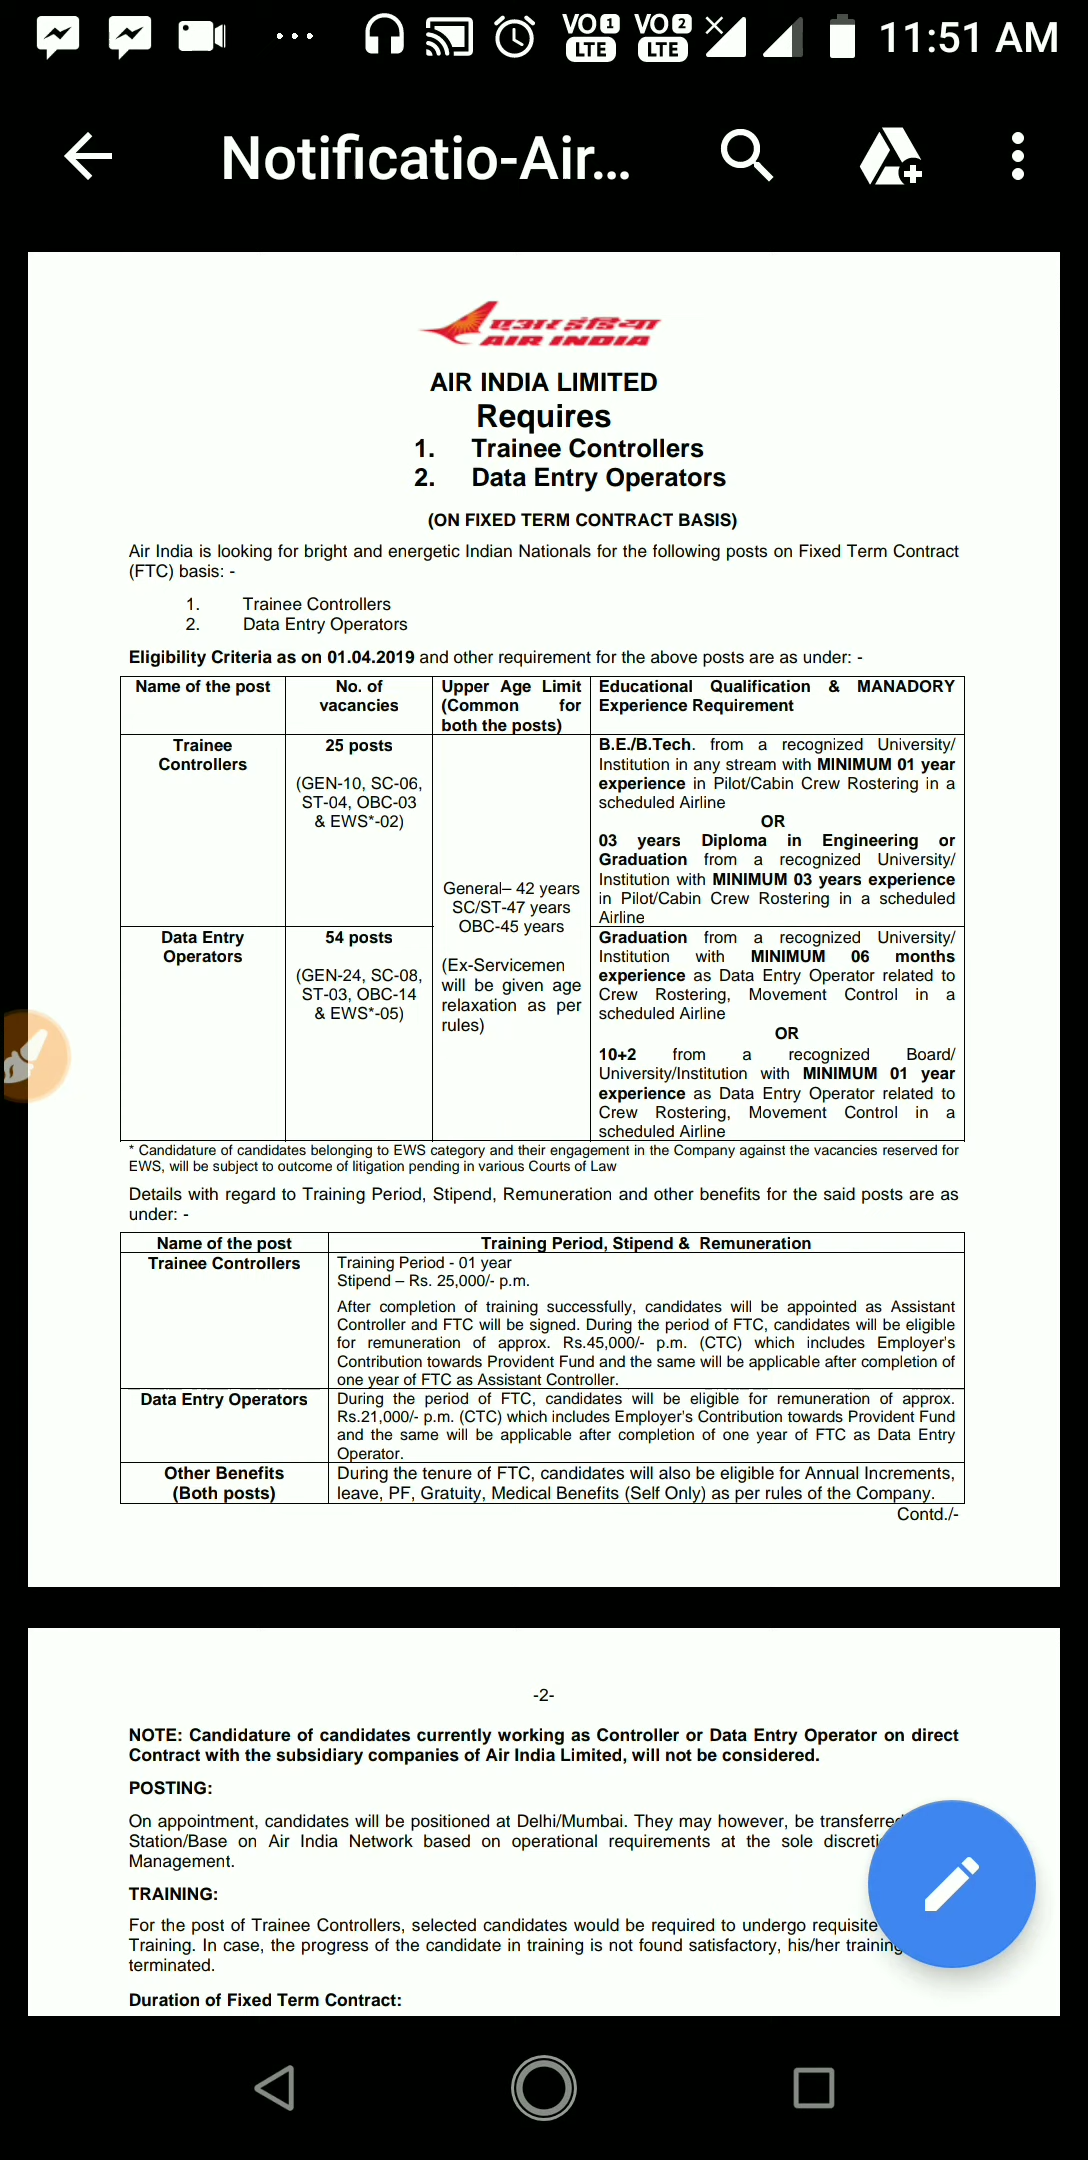 VO 1 LTE VO 2 LTE 11:51 AM
Notificatio-Air...
एअर इंडिया
AIR INDIA
AIR INDIA LIMITED
Requires
1. Trainee Controllers
2. Data Entry Operators
(ON FIXED TERM CONTRACT BASIS)
Air India is looking for bright and energetic Indian Nationals for the following posts on Fixed Term Contract
(FTC) basis: -
1. Trainee Controllers
2. Data Entry Operators
Eligibility Criteria as on 01.04.2019 and other requirement for the above posts are as under: -
Name of the post
No. of
vacancies
Upper Age Limit
(Common for
both the posts)
Educational Qualification & MANADORY
Experience Requirement
Trainee
Controllers
25 posts
(GEN-10, SC-06,
ST-04, OBC-03
& EWS*-02)
General– 42 years
SC/ST-47 years
OBC-45 years
(Ex-Servicemen
will be given age
relaxation as per
rules)
B.E./B.Tech. from a recognized University/
Institution in any stream with MINIMUM 01 year
experience in Pilot/Cabin Crew Rostering in a
scheduled Airline
OR
03 years Diploma in Engineering or
Graduation from a recognized University/
Institution with MINIMUM 03 years experience
in Pilot/Cabin Crew Rostering in a scheduled
Airline
Data Entry
Operators
54 posts
(GEN-24, SC-08,
ST-03, OBC-14
& EWS*-05)
Graduation from a recognized University/
Institution with MINIMUM 06 months
experience as Data Entry Operator related to
Crew Rostering, Movement Control in a
scheduled Airline
OR
10+2 from a recognized Board/
University/Institution with MINIMUM 01 year
experience as Data Entry Operator related to
Crew Rostering, Movement Control in a
scheduled Airline
* Candidature of candidates belonging to EWS category and their engagement in the Company against the vacancies reserved for
EWS, will be subject to outcome of litigation pending in various Courts of Law
Details with regard to Training Period, Stipend, Remuneration and other benefits for the said posts are as
under: -
Name of the post
Training Period, Stipend & Remuneration
Trainee Controllers
Training Period - 01 year
Stipend – Rs. 25,000/- p.m.
After completion of training successfully, candidates will be appointed as Assistant
Controller and FTC will be signed. During the period of FTC, candidates will be eligible
for remuneration of approx. Rs.45,000/- p.m. (CTC) which includes Employer's
Contribution towards Provident Fund and the same will be applicable after completion of
one year of FTC as Assistant Controller.
Data Entry Operators
During the period of FTC, candidates will be eligible for remuneration of approx.
Rs.21,000/- p.m. (CTC) which includes Employer's Contribution towards Provident Fund
and the same will be applicable after completion of one year of FTC as Data Entry
Operator.
Other Benefits
(Both posts)
During the tenure of FTC, candidates will also be eligible for Annual Increments,
leave, PF, Gratuity, Medical Benefits (Self Only) as per rules of the Company.
Contd./-
-2-
NOTE: Candidature of candidates currently working as Controller or Data Entry Operator on direct
Contract with the subsidiary companies of Air India Limited, will not be considered.
POSTING:
On appointment, candidates will be positioned at Delhi/Mumbai. They may however, be transferred
Station/Base on Air India Network based on operational requirements at the sole
Management.
TRAINING:
For the post of Trainee Controllers, selected candidates would be required to undergo requisite
Training. In case, the progress of the candidate in training is not found satisfactory, his/her training
terminated.
Duration of Fixed Term Contract: